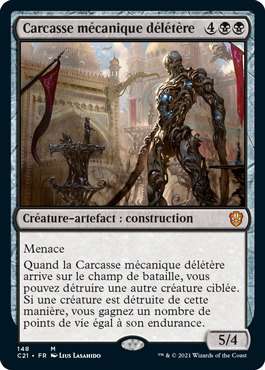 Carcasse mécanique délétère 4
Créature-artefact : construction
Menace
Quand la Carcasse mécanique délétère
arrive sur le champ de bataille, vous
pouvez détruire une autre créature ciblée.
Si une créature est détruite de cette
manière, vous gagnez un nombre de
points de vie égal à son endurance.
5/4
148 M
C21 • FR LIUS LASAHIDO
™ & © 2021 Wizards of the Coast